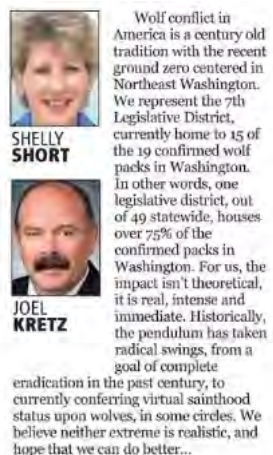 SHELLY
SHORT
JOEL
KRETZ
Wolf conflict in
America is a century old
tradition with the recent
ground zero centered in
Northeast Washington.
We represent the 7th
Legislative District,
currently home to 15 of
the 19 confirmed wolf
packs in Washington.
In other words, one
legislative district, out
of 49 statewide, houses
over 75% of the
confirmed packs in
Washington. For us, the
impact isn't theoretical,
it is real, intense and
immediate. Historically,
the pendulum has taken
radical swings, from a
goal of complete
eradication in the past century, to
currently conferring virtual sainthood
status upon wolves, in some circles. We
believe neither extreme is realistic, and
hope that we can do better...